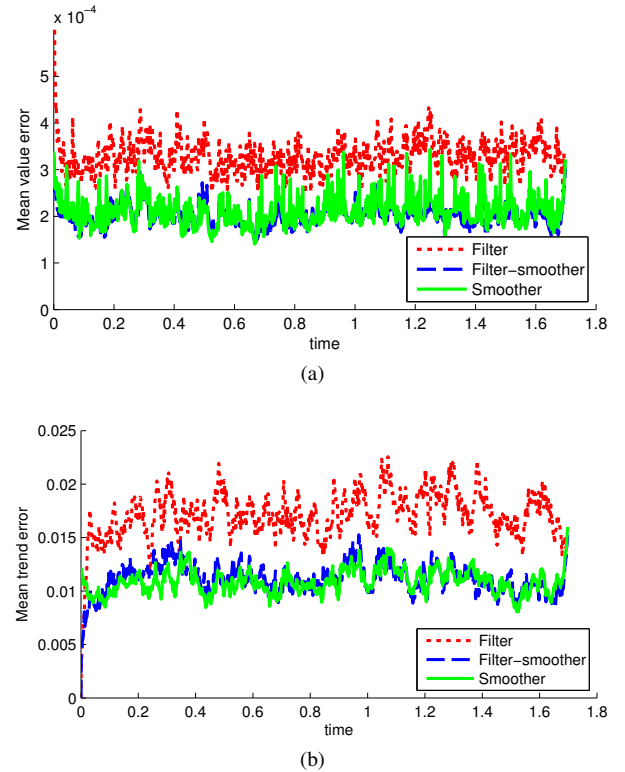 x 10⁻⁴
5
4
3
2
1
0
Mean value error
0 0.2 0.4 0.6 0.8 1 1.2 1.4 1.6 1.8
time
Filter
Filter-smoother
Smoother
(a)
0.025
0.02
0.015
0.01
0.005
0
Mean trend error
0 0.2 0.4 0.6 0.8 1 1.2 1.4 1.6 1.8
time
Filter
Filter-smoother
Smoother
(b)